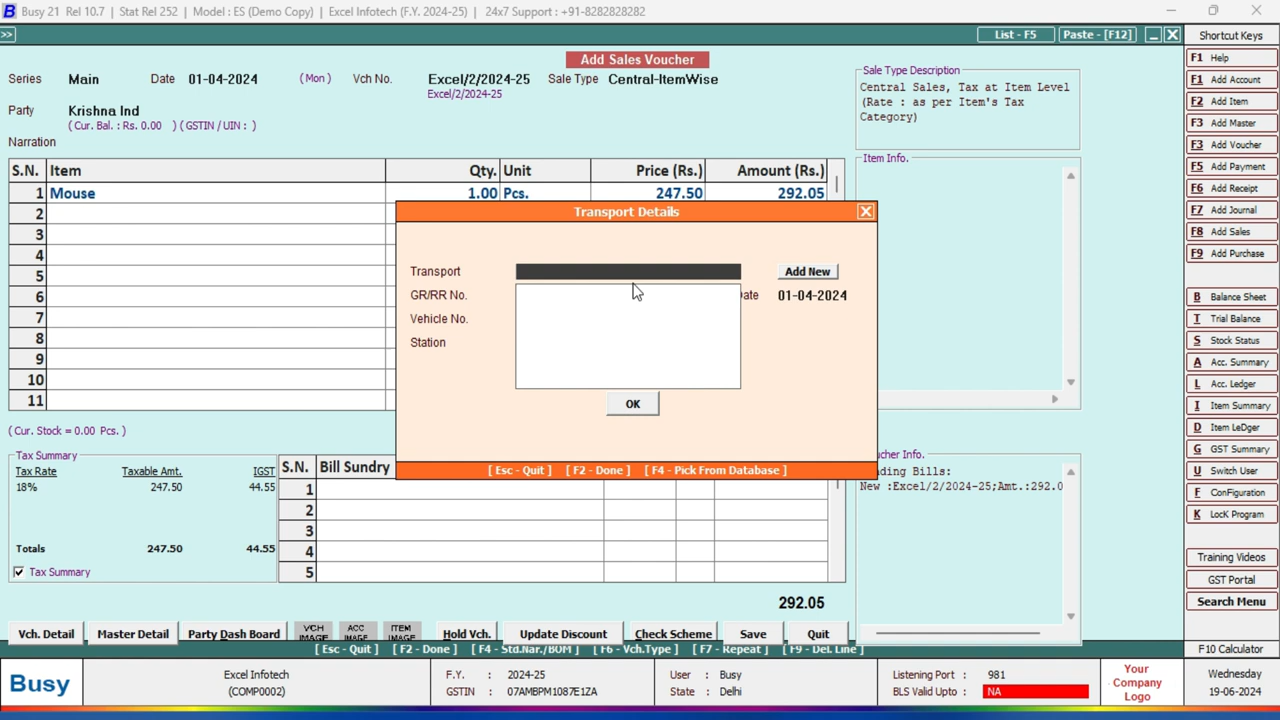 Busy 21 Rel 10.7 | Stat Rel 252 | Model : ES (Demo Copy) | Excel Infotech (F.Y. 2024-25) | 24x7 Support : +91-8282828282
>> List - F5 Paste - [F12] Shortcut Keys
Add Sales Voucher
Series Main Date 01-04-2024 (Mon) Vch No. Excel/2/2024-25 Sale Type Central-ItemWise
Excel/2/2024-25
Party Krishna Ind
( Cur. Bal. : Rs. 0.00 ) ( GSTIN / UIN : )
Narration
Sale Type Description
Central Sales, Tax at Item Level
(Rate : as per Item's Tax
Category)
Item Info.
S.N. Item Qty. Unit Price (Rs.) Amount (Rs.)
1 Mouse 1.00 Pcs. 247.50 292.05
2
3
4
5
6
7
8
9
10
11
Transport Details
Transport Add New
GR/RR No. ate 01-04-2024
Vehicle No.
Station
OK
[ Esc - Quit ] [ F2 - Done ] [ F4 - Pick From Database ]
( Cur. Stock = 0.00 Pcs. )
Tax Summary
Tax Rate Taxable Amt. IGST
18% 247.50 44.55
Totals 247.50 44.55
Tax Summary
S.N. Bill Sundry
1
2
3
4
5
292.05
ucher Info.
ding Bills:
New :Excel/2/2024-25;Amt.:292.0
Vch. Detail Master Detail Party Dash Board VCH IMAGE ACC IMAGE ITEM IMAGE Hold Vch. Update Discount Check Scheme Save Quit
[ Esc - Quit ] [ F2 - Done ] [ F4 - Std.Nar./BOM ] [ F6 - Vch.Type ] [ F7 - Repeat ] [ F9 - Del. Line ]
F1 Help
F1 Add Account
F2 Add Item
F3 Add Master
F3 Add Voucher
F5 Add Payment
F6 Add Receipt
F7 Add Journal
F8 Add Sales
F9 Add Purchase
B Balance Sheet
T Trial Balance
S Stock Status
A Acc. Summary
L Acc. Ledger
I Item Summary
D Item LeDger
G GST Summary
U Switch User
F ConFiguration
K LocK Program
Training Videos
GST Portal
Search Menu
F10 Calculator
Busy
Excel Infotech
(COMP0002)
F.Y. : 2024-25
GSTIN : 07AMBPM1087E1ZA
User : Busy
State : Delhi
Listening Port : 981
BLS Valid Upto : NA
Your
Company
Logo
Wednesday
19-06-2024